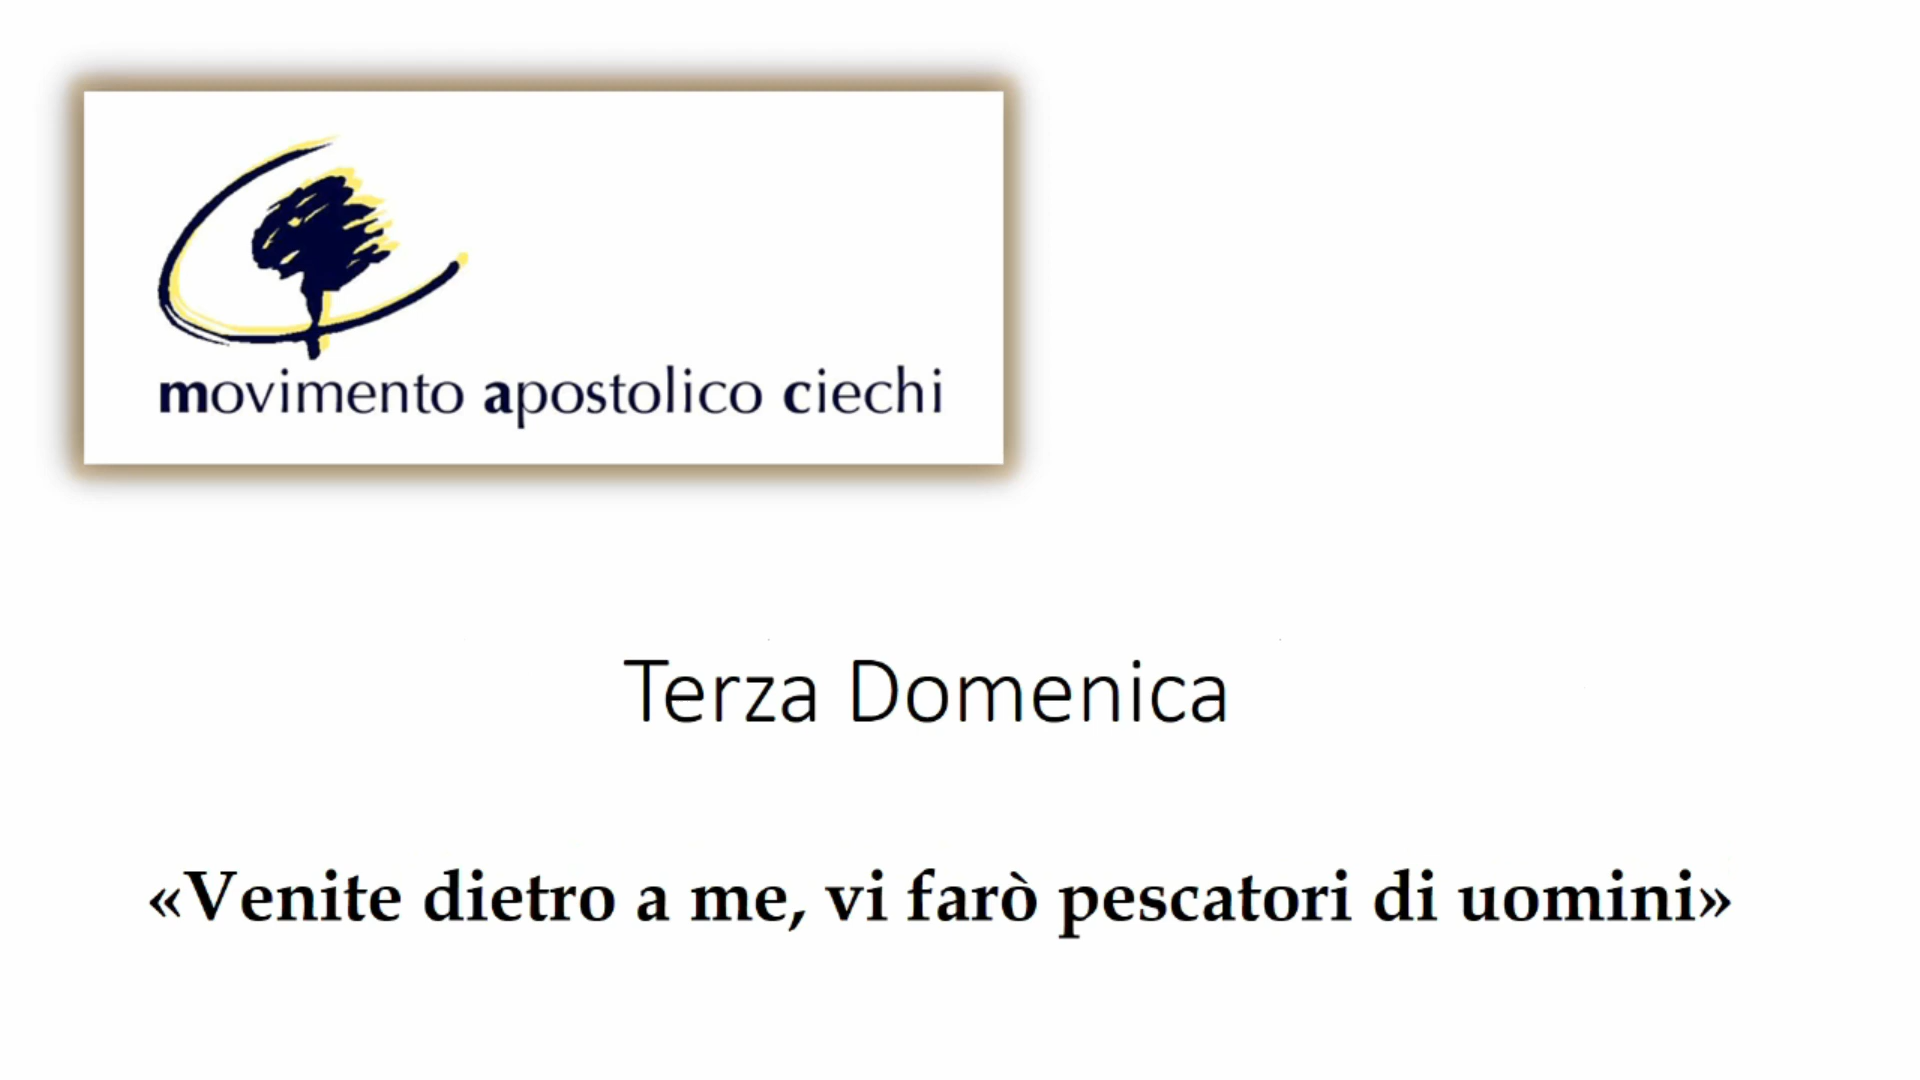 movimento apostolico ciechi
Terza Domenica
«Venite dietro a me, vi farò pescatori di uomini»